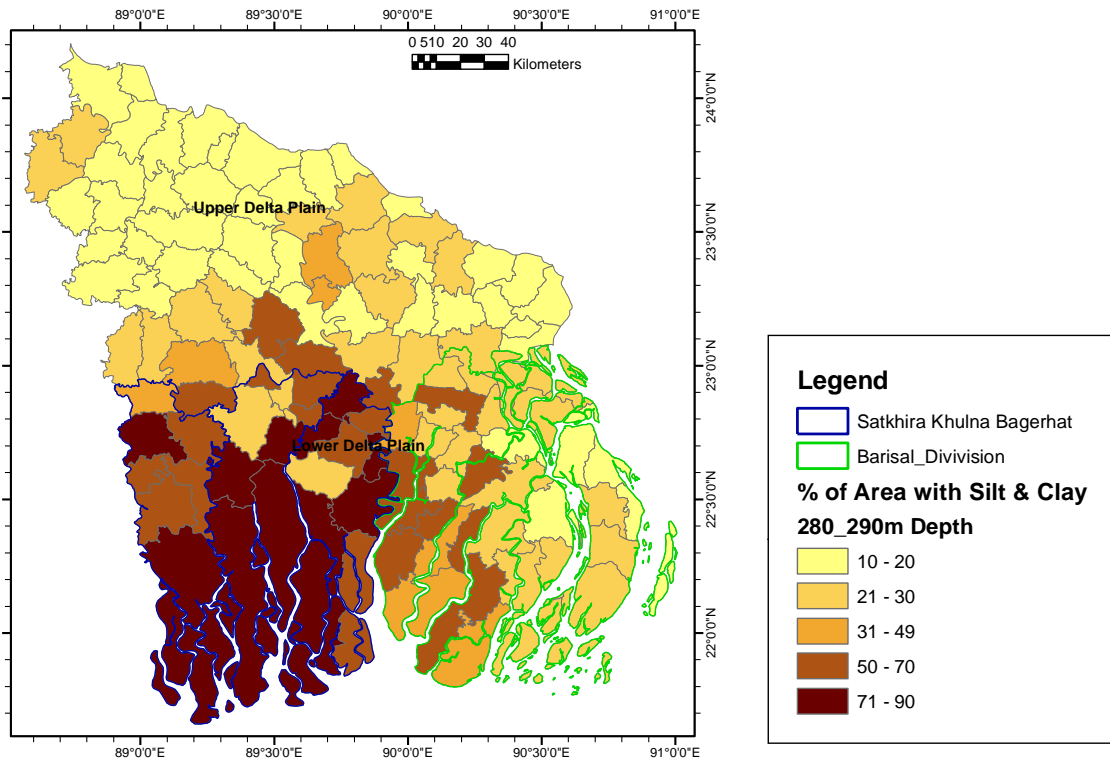 89°0'0"E 89°30'0"E 90°0'0"E 90°30'0"E 91°0'0"E
0 510 20 30 40
Kilometers
24°0'0"N
Upper Delta Plain
23°30'0"N
23°0'0"N
Lower Delta Plain
22°30'0"N
22°0'0"N
89°0'0"E 89°30'0"E 90°0'0"E 90°30'0"E 91°0'0"E
Legend
Satkhira Khulna Bagerhat
Barisal_Divivision
% of Area with Silt & Clay
280_290m Depth
10 - 20
21 - 30
31 - 49
50 - 70
71 - 90